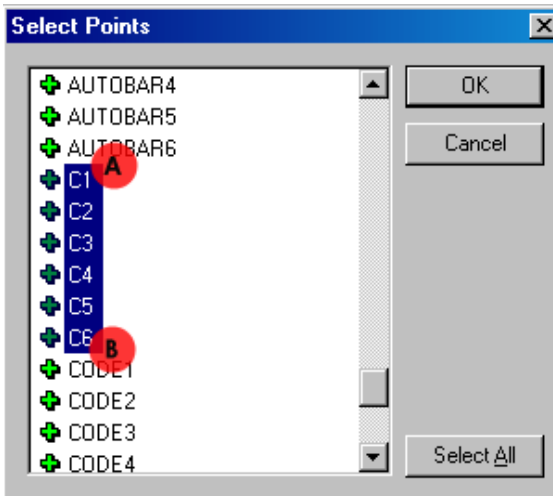 Select Points
AUTOBAR4
AUTOBAR5
AUTOBAR6
A
C1
C2
C3
C4
C5
C6
B
CODE1
CODE2
CODE3
CODE4
OK
Cancel
Select All